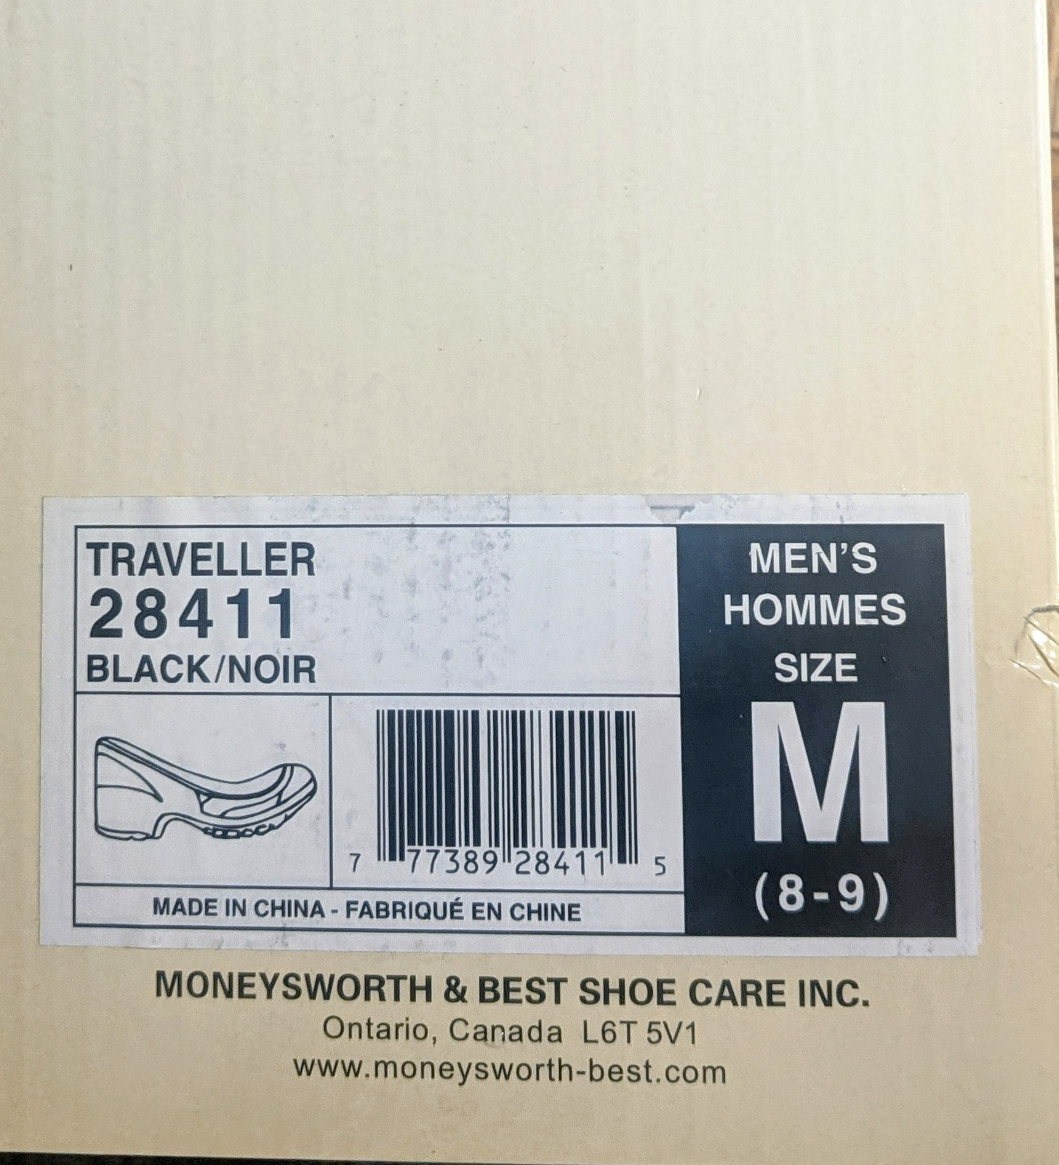 TRAVELLER
28411
BLACK/NOIR
MEN'S
HOMMES
SIZE
M
(8-9)
7 77389 28411 5
MADE IN CHINA - FABRIQUÉ EN CHINE
MONEYSWORTH & BEST SHOE CARE INC.
Ontario, Canada L6T 5V1
www.moneysworth-best.com